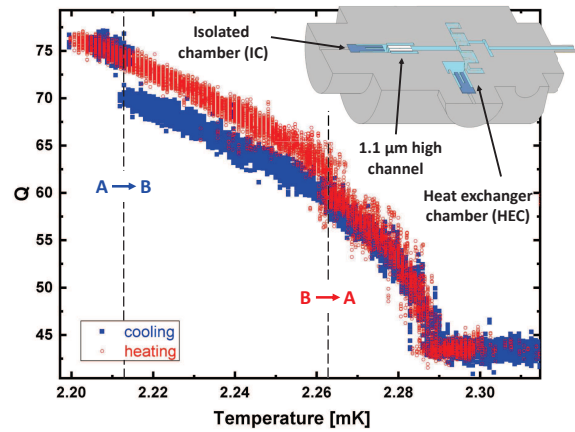 Isolated
chamber (IC)
1.1 µm high
channel
Heat exchanger
chamber (HEC)
Q
75
70
65
60
55
50
45
A → B
B → A
cooling
heating
2.20 2.22 2.24 2.26 2.28 2.30
Temperature [mK]